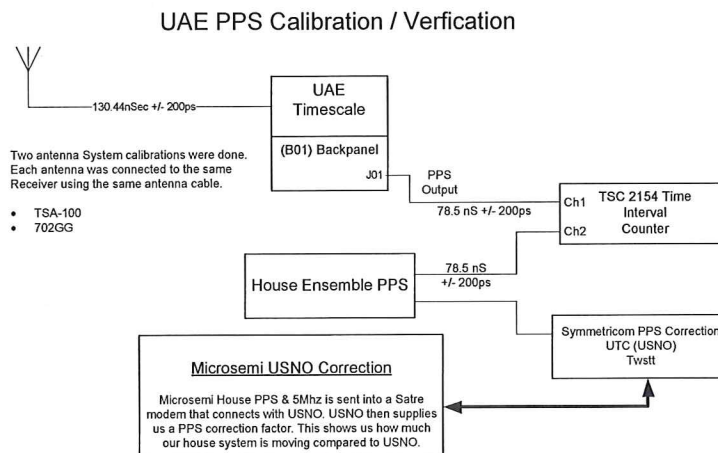 UAE PPS Calibration / Verfication
130.44nSec +/- 200ps
UAE
Timescale
(B01) Backpanel
J01
Two antenna System calibrations were done.
Each antenna was connected to the same
Receiver using the same antenna cable.
• TSA-100
• 702GG
PPS
Output
78.5 nS +/- 200ps
Ch1
Ch2
TSC 2154 Time
Interval
Counter
House Ensemble PPS
78.5 nS
+/- 200ps
Symmetricom PPS Correction
UTC (USNO)
Twstt
Microsemi USNO Correction
Microsemi House PPS & 5Mhz is sent into a Satre
modem that connects with USNO. USNO then supplies
us a PPS correction factor. This shows us how much
our house system is moving compared to USNO.